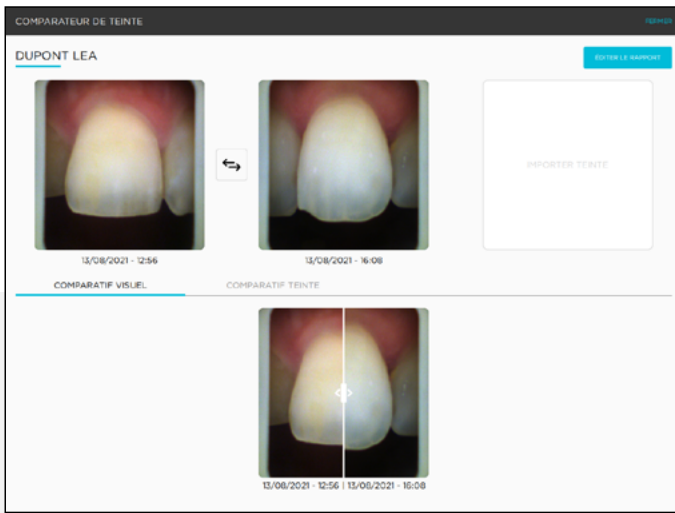 COMPARATEUR DE TEINTE
FERMER
DUPONT LEA
ÉDITER LE RAPPORT
IMPORTER TEINTE
13/08/2021 - 12:56
13/08/2021 - 16:08
COMPARATIF VISUEL
COMPARATIF TEINTE
13/08/2021 - 12:56 | 13/08/2021 - 16:08